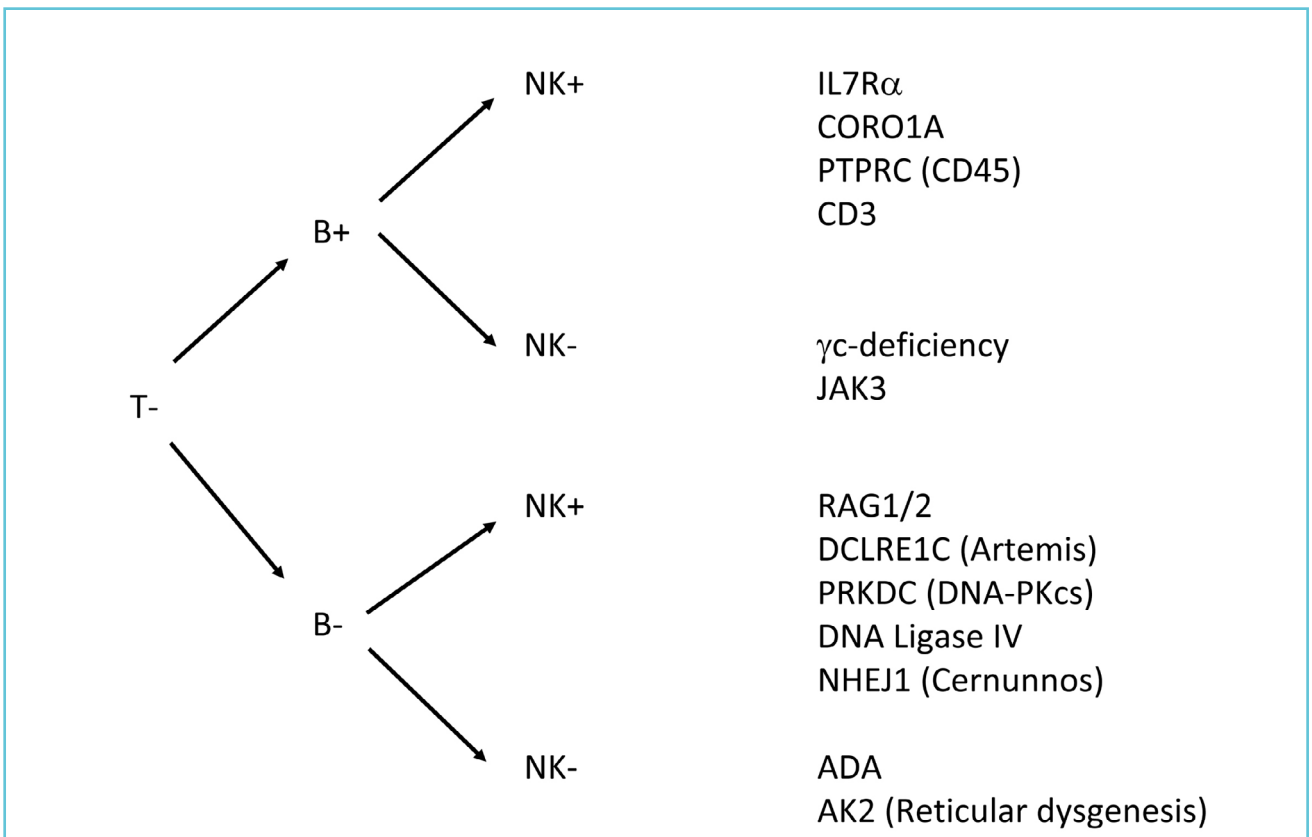 NK+
IL7Rα
CORO1A
PTPRC (CD45)
CD3
B+
NK-
γc-deficiency
JAK3
T-
NK+
RAG1/2
DCLRE1C (Artemis)
PRKDC (DNA-PKcs)
DNA Ligase IV
NHEJ1 (Cernunnos)
B-
NK-
ADA
AK2 (Reticular dysgenesis)